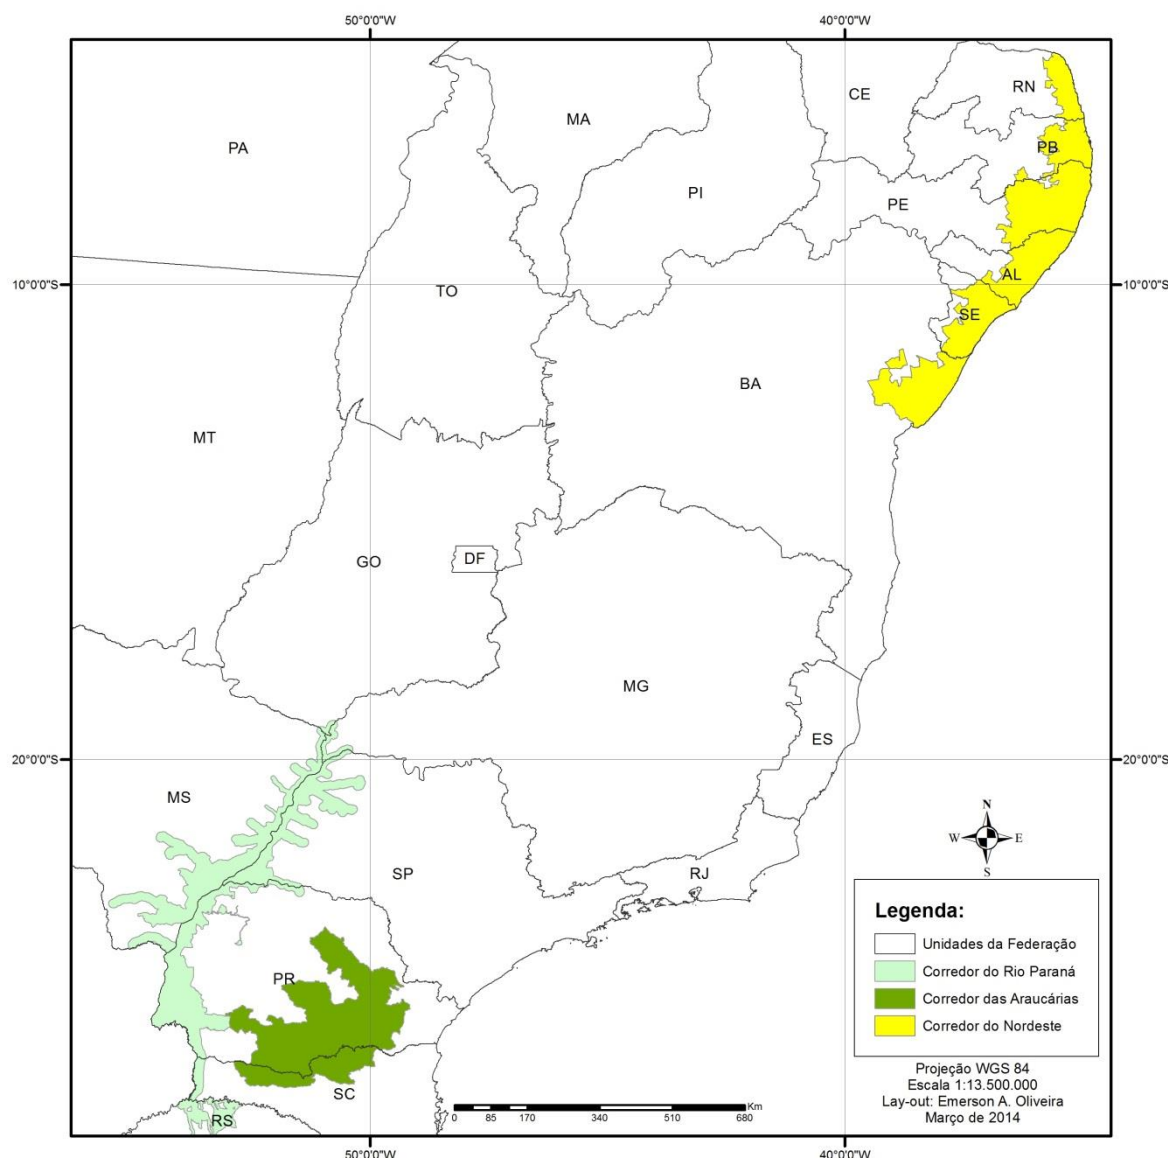 50°0'0"W
40°0'0"W
RN
CE
MA
PA
PB
PI
PE
AL
10°0'0"S
10°0'0"S
TO
SE
BA
MT
GO
DF
MG
ES
20°0'0"S
20°0'0"S
MS
N
W
E
S
SP
RJ
Legenda:
Unidades da Federação
Corredor do Rio Paraná
PR
Corredor das Araucárias
Corredor do Nordeste
Projeção WGS 84
Escala 1:13.500.000
SC
Lay-out: Emerson A. Oliveira
Km
Março de 2014
RS
0 85 170 340 510 680
50°0'0"W
40°0'0"W